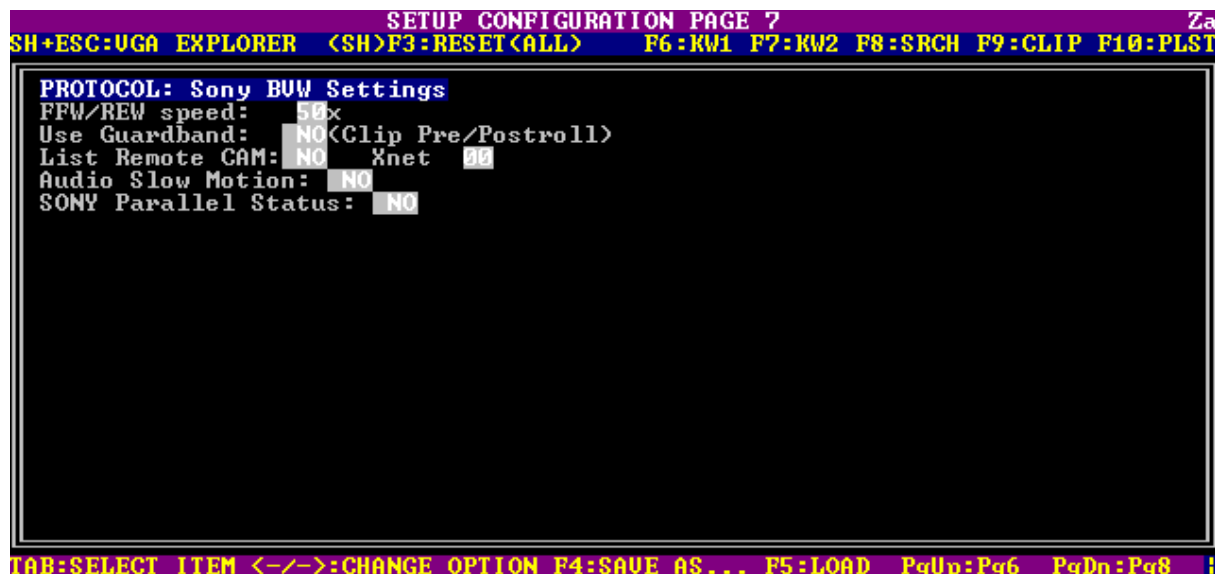 SETUP CONFIGURATION PAGE 7 Za
SH+ESC:VGA EXPLORER <SH>F3:RESET<ALL> F6:KW1 F7:KW2 F8:SRCH F9:CLIP F10:PLST
PROTOCOL: Sony BVW Settings
FFW/REW speed: 50x
Use Guardband: NO<Clip Pre/Postroll>
List Remote CAM: NO Xnet 00
Audio Slow Motion: NO
SONY Parallel Status: NO
TAB:SELECT ITEM <-/->:CHANGE OPTION F4:SAVE AS... F5:LOAD PgUp:Pg6 PgDn:Pg8